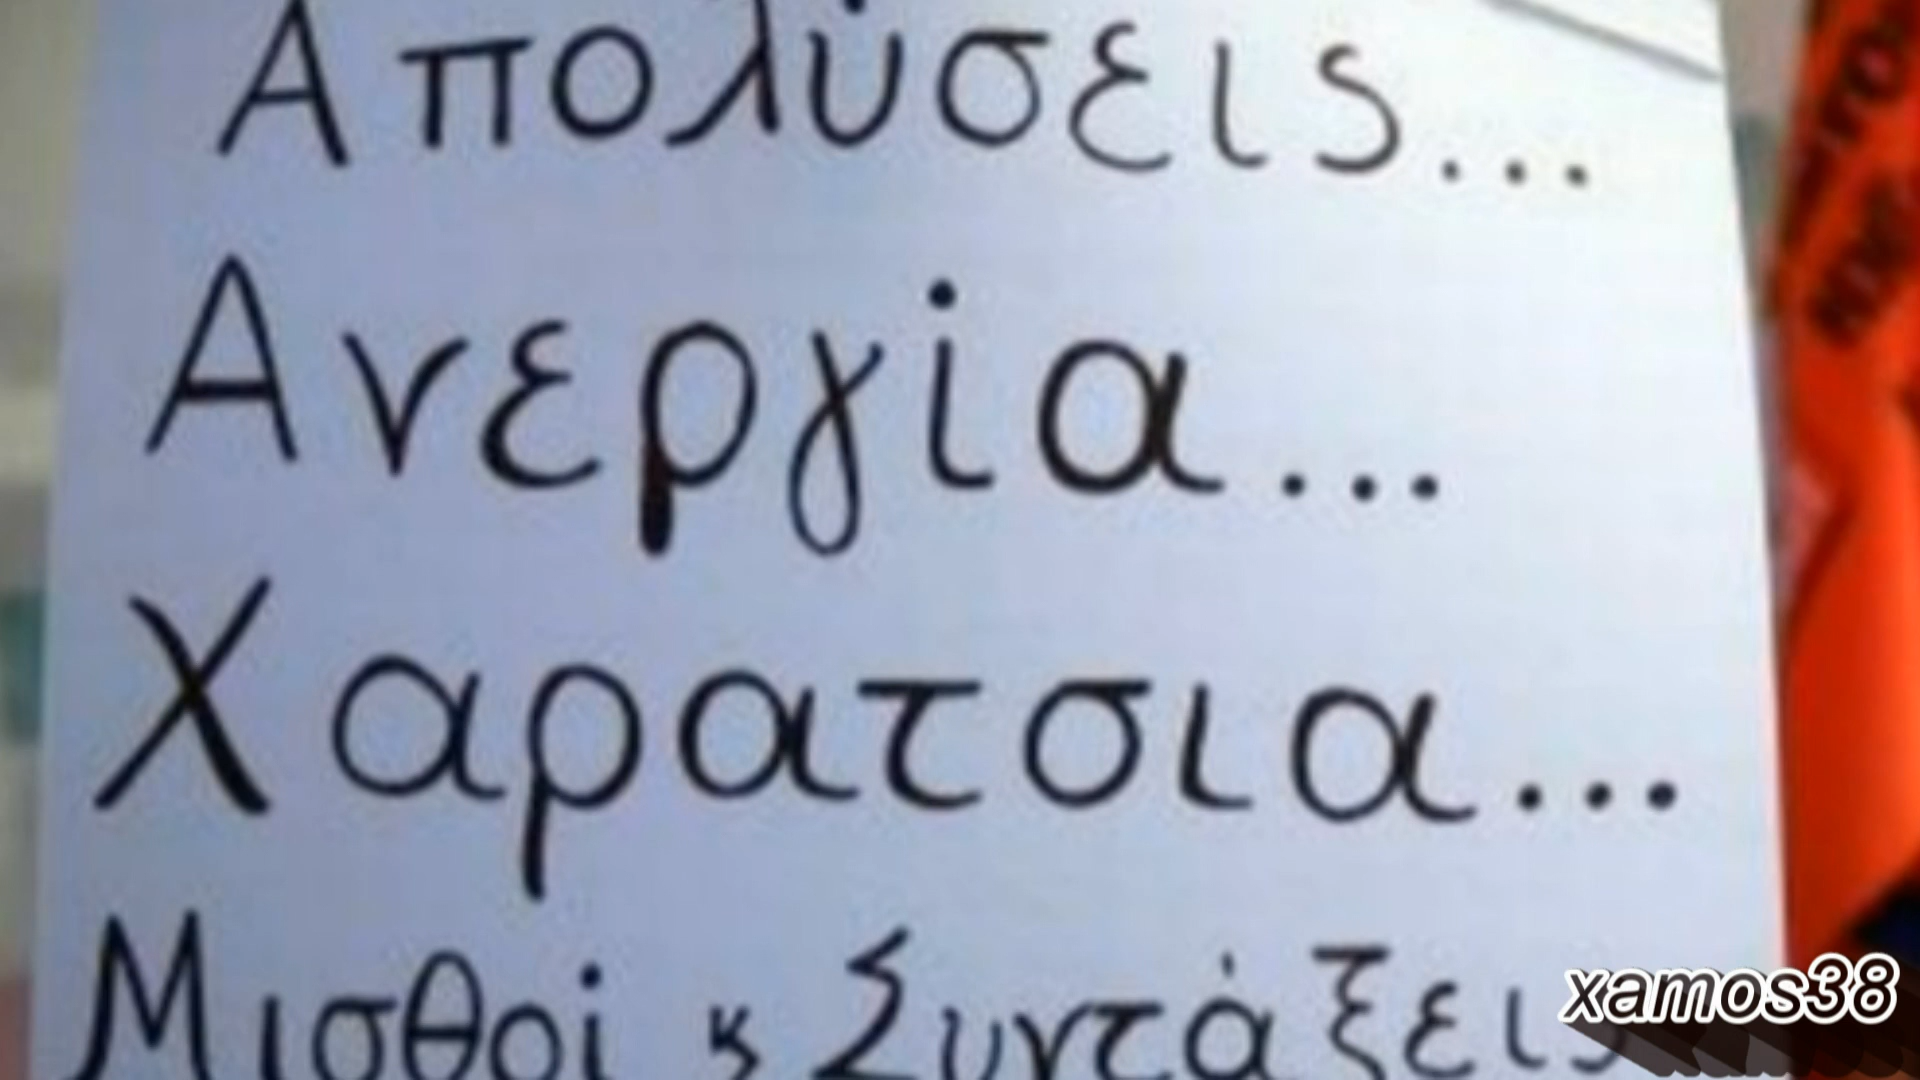 Απολύσεις...
Ανεργία...
Χαρατσια...
Μισθοί κ Συντάξεις
xamos38